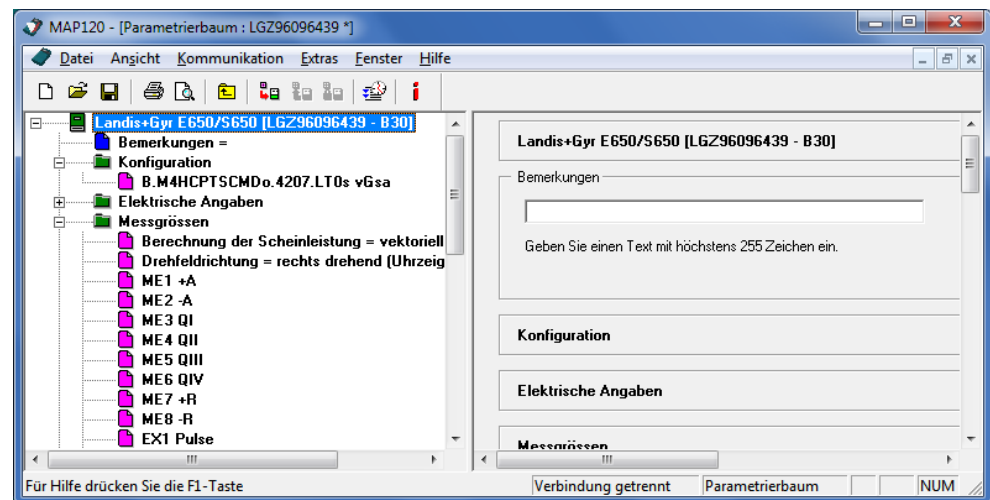 MAP120 - [Parametrierbaum : LGZ96096439 *]
Datei Ansicht Kommunikation Extras Fenster Hilfe
Landis+Gyr E650/S650 [LGZ96096439 - B30]
Bemerkungen =
Konfiguration
B.M4HCPTSCMDo.4207.LT0s vGsa
Elektrische Angaben
Messgrössen
Berechnung der Scheinleistung = vektoriell
Drehfeldrichtung = rechts drehend (Uhrzeig
ME1 +A
ME2 -A
ME3 QI
ME4 QII
ME5 QIII
ME6 QIV
ME7 +R
ME8 -R
EX1 Pulse
Landis+Gyr E650/S650 [LGZ96096439 - B30]
Bemerkungen
Geben Sie einen Text mit höchstens 255 Zeichen ein.
Konfiguration
Elektrische Angaben
Messgrössen
Für Hilfe drücken Sie die F1-Taste
Verbindung getrennt
Parametrierbaum
NUM